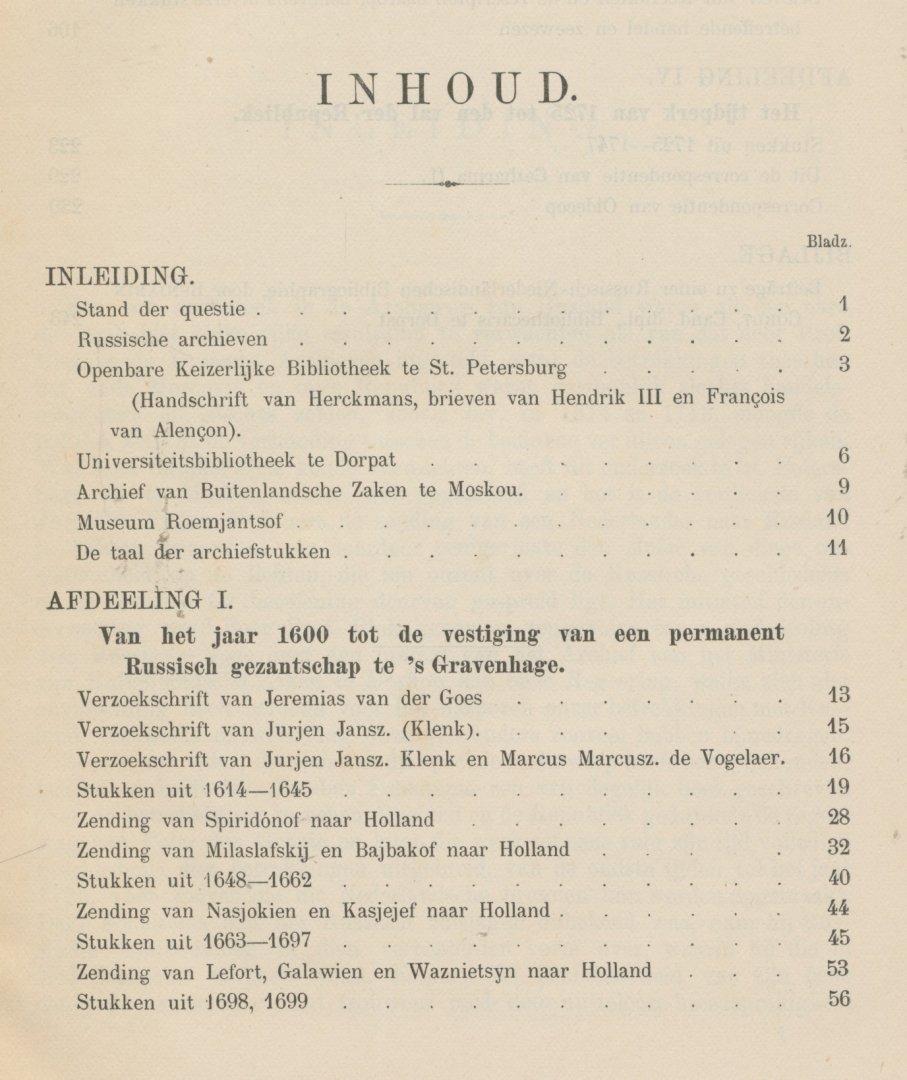 INHOUD.
Bladz.
INLEIDING.
Stand der questie . . . . . . . . . . . . 1
Russische archieven . . . . . . . . . . . . 2
Openbare Keizerlijke Bibliotheek te St. Petersburg . . . . . 3
(Handschrift van Herckmans, brieven van Hendrik III en François
van Alençon).
Universiteitsbibliotheek te Dorpat . . . . . . . . . 6
Archief van Buitenlandsche Zaken te Moskou. . . . . . 9
Museum Roemjantsof . . . . . . . . . . . . 10
De taal der archiefstukken . . . . . . . . . . . 11
AFDEELING I.
Van het jaar 1600 tot de vestiging van een permanent
Russisch gezantschap te 's Gravenhage.
Verzoekschrift van Jeremias van der Goes . . . . . . . 13
Verzoekschrift van Jurjen Jansz. (Klenk). . . . . . . . 15
Verzoekschrift van Jurjen Jansz. Klenk en Marcus Marcusz. de Vogelaer. 16
Stukken uit 1614—1645 . . . . . . . . . . . 19
Zending van Spiridónof naar Holland . . . . . . . . 28
Zending van Milaslafskij en Bajbakof naar Holland . . . . . 32
Stukken uit 1648—1662 . . . . . . . . . . . 40
Zending van Nasjokien en Kasjejef naar Holland . . . . . . 44
Stukken uit 1663—1697 . . . . . . . . . . . 45
Zending van Lefort, Galawien en Waznietsyn naar Holland . . . 53
Stukken uit 1698, 1699 . . . . . . . . . . . 56